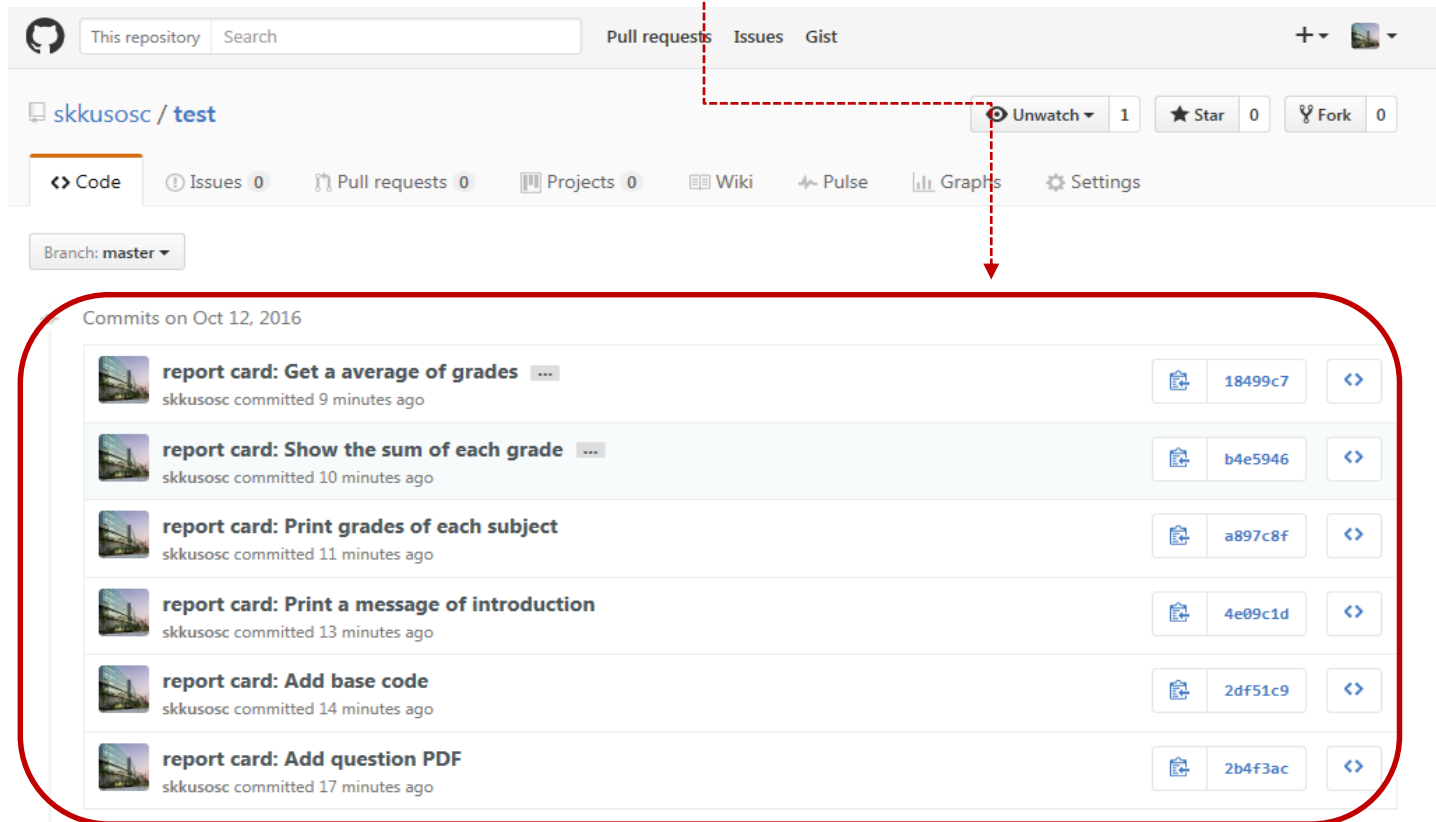 This repository Search Pull requests Issues Gist
skkusosc / test Unwatch 1 Star 0 Fork 0
Code Issues 0 Pull requests 0 Projects 0 Wiki Pulse Graphs Settings
Branch: master
Commits on Oct 12, 2016
report card: Get a average of grades ...
skkusosc committed 9 minutes ago
18499c7
report card: Show the sum of each grade ...
skkusosc committed 10 minutes ago
b4e5946
report card: Print grades of each subject
skkusosc committed 11 minutes ago
a897c8f
report card: Print a message of introduction
skkusosc committed 13 minutes ago
4e09c1d
report card: Add base code
skkusosc committed 14 minutes ago
2df51c9
report card: Add question PDF
skkusosc committed 17 minutes ago
2b4f3ac